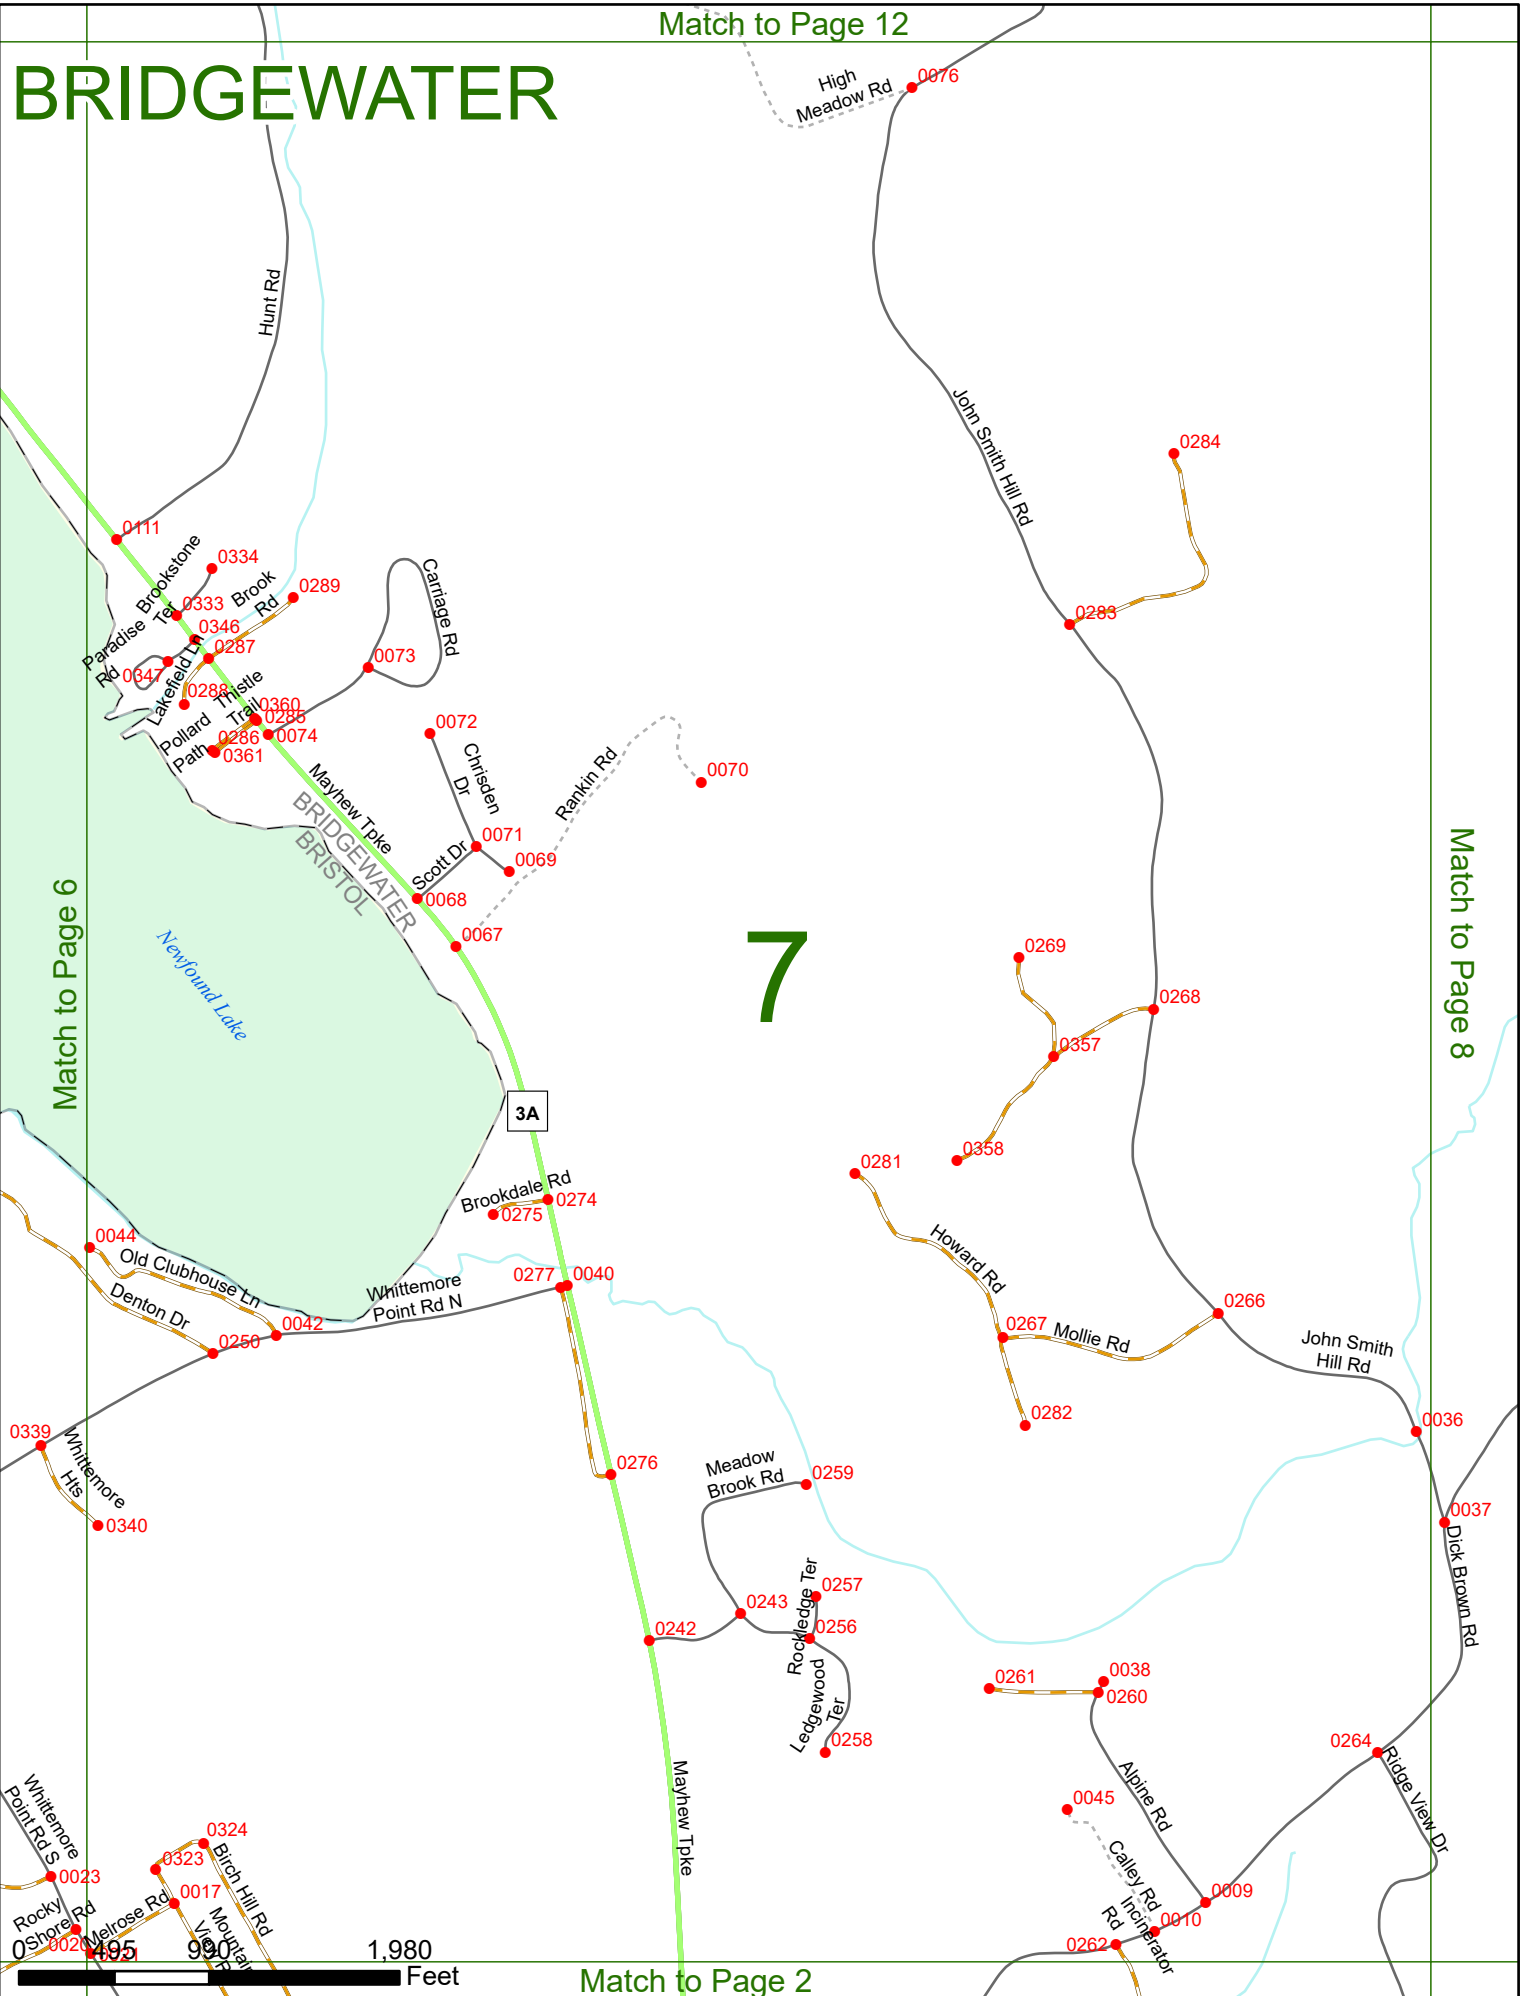 Match to Page 12
BRIDGEWATER
High
Meadow Rd
0076
Hunt Rd
John Smith Hill Rd
0284
0111
Brookstone
Ter
0334
0333
Brook
Rd
0289
0283
Carriage Rd
0346
Paradise
Rd
0287
0347
0073
Lakefield Ln
0288
Thistle
Trail
0360
0285
Pollard
Path
0286
0074
0361
0072
Chrisden
Dr
Rankin Rd
0070
Mayhew Tpke
BRIDGEWATER
BRISTOL
0071
Scott Dr
0069
0068
0067
Match to Page 6
Newfound Lake
7
Match to Page 8
0269
0268
0357
3A
0358
0281
Brookdale Rd
0274
0275
0044
Old Clubhouse Ln
Denton Dr
Howard Rd
0277
0040
Whittemore
Point Rd N
0042
0250
0266
0267
Mollie Rd
John Smith
Hill Rd
0282
0036
0339
Whittemore
Hts
0340
0276
Meadow
Brook Rd
0259
0037
Dick Brown Rd
Rockledge Ter
0257
0243
0242
0256
Ledgewood
Ter
0258
0261
0038
0260
0264
Ridge View Dr
Alpine Rd
Mayhew Tpke
0045
Calley Rd
Whittemore
Point Rd S
0324
0323
Birch Hill Rd
0023
0017
0009
Rocky
Shore Rd
Melrose Rd
Mountain
View R
0020
0021
0010
Incinerator
Rd
0262
0 495 990 1,980
Feet
Match to Page 2